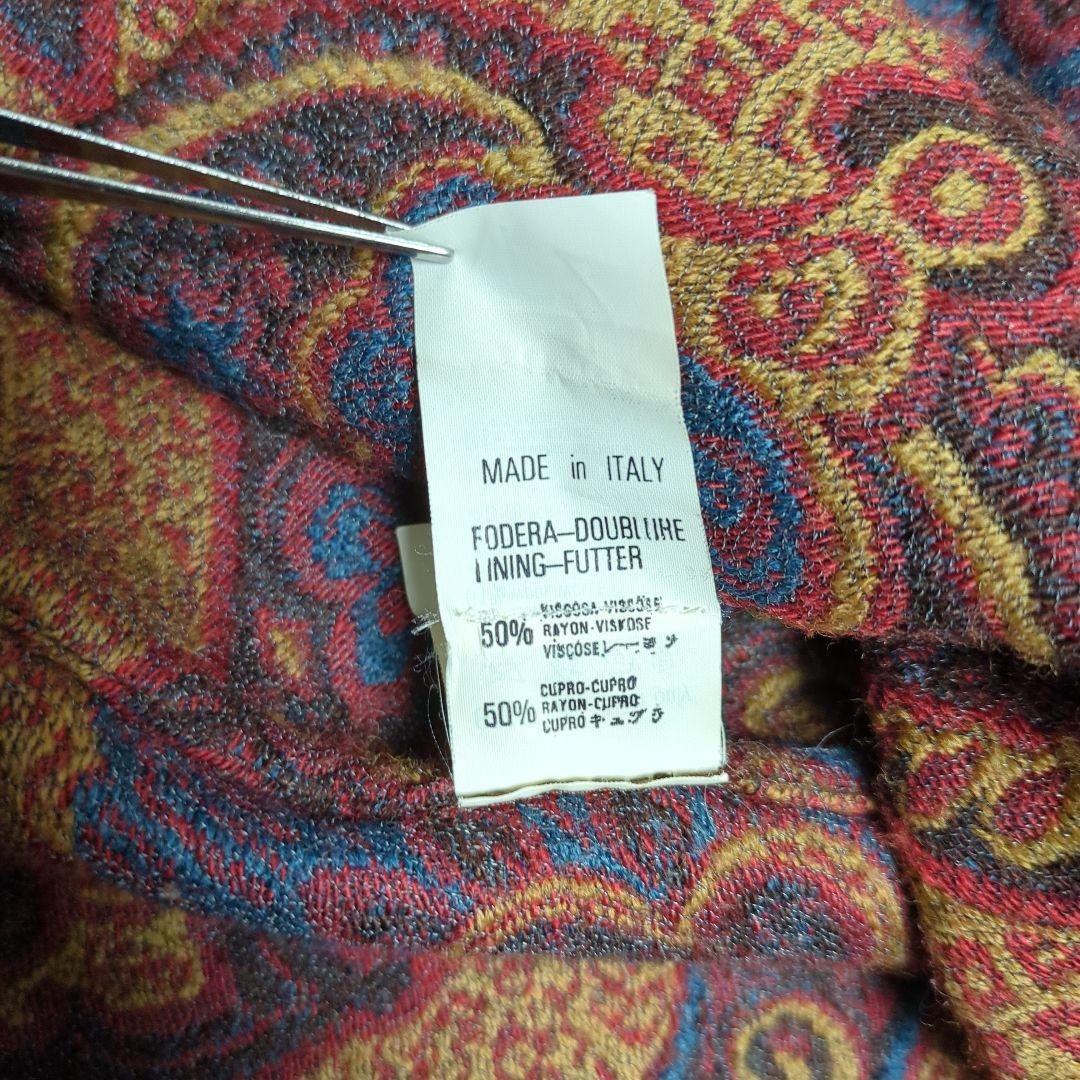 MADE in ITALY
FODERA-DOUBLURE
LINING-FUTTER
50% VISCOSA-VISCÖSE
RAYON-VISKOSE
VISCOSE レーヨン
50% CUPRO-CUPRO
RAYON-CUPRO
CUPRO キュプラ